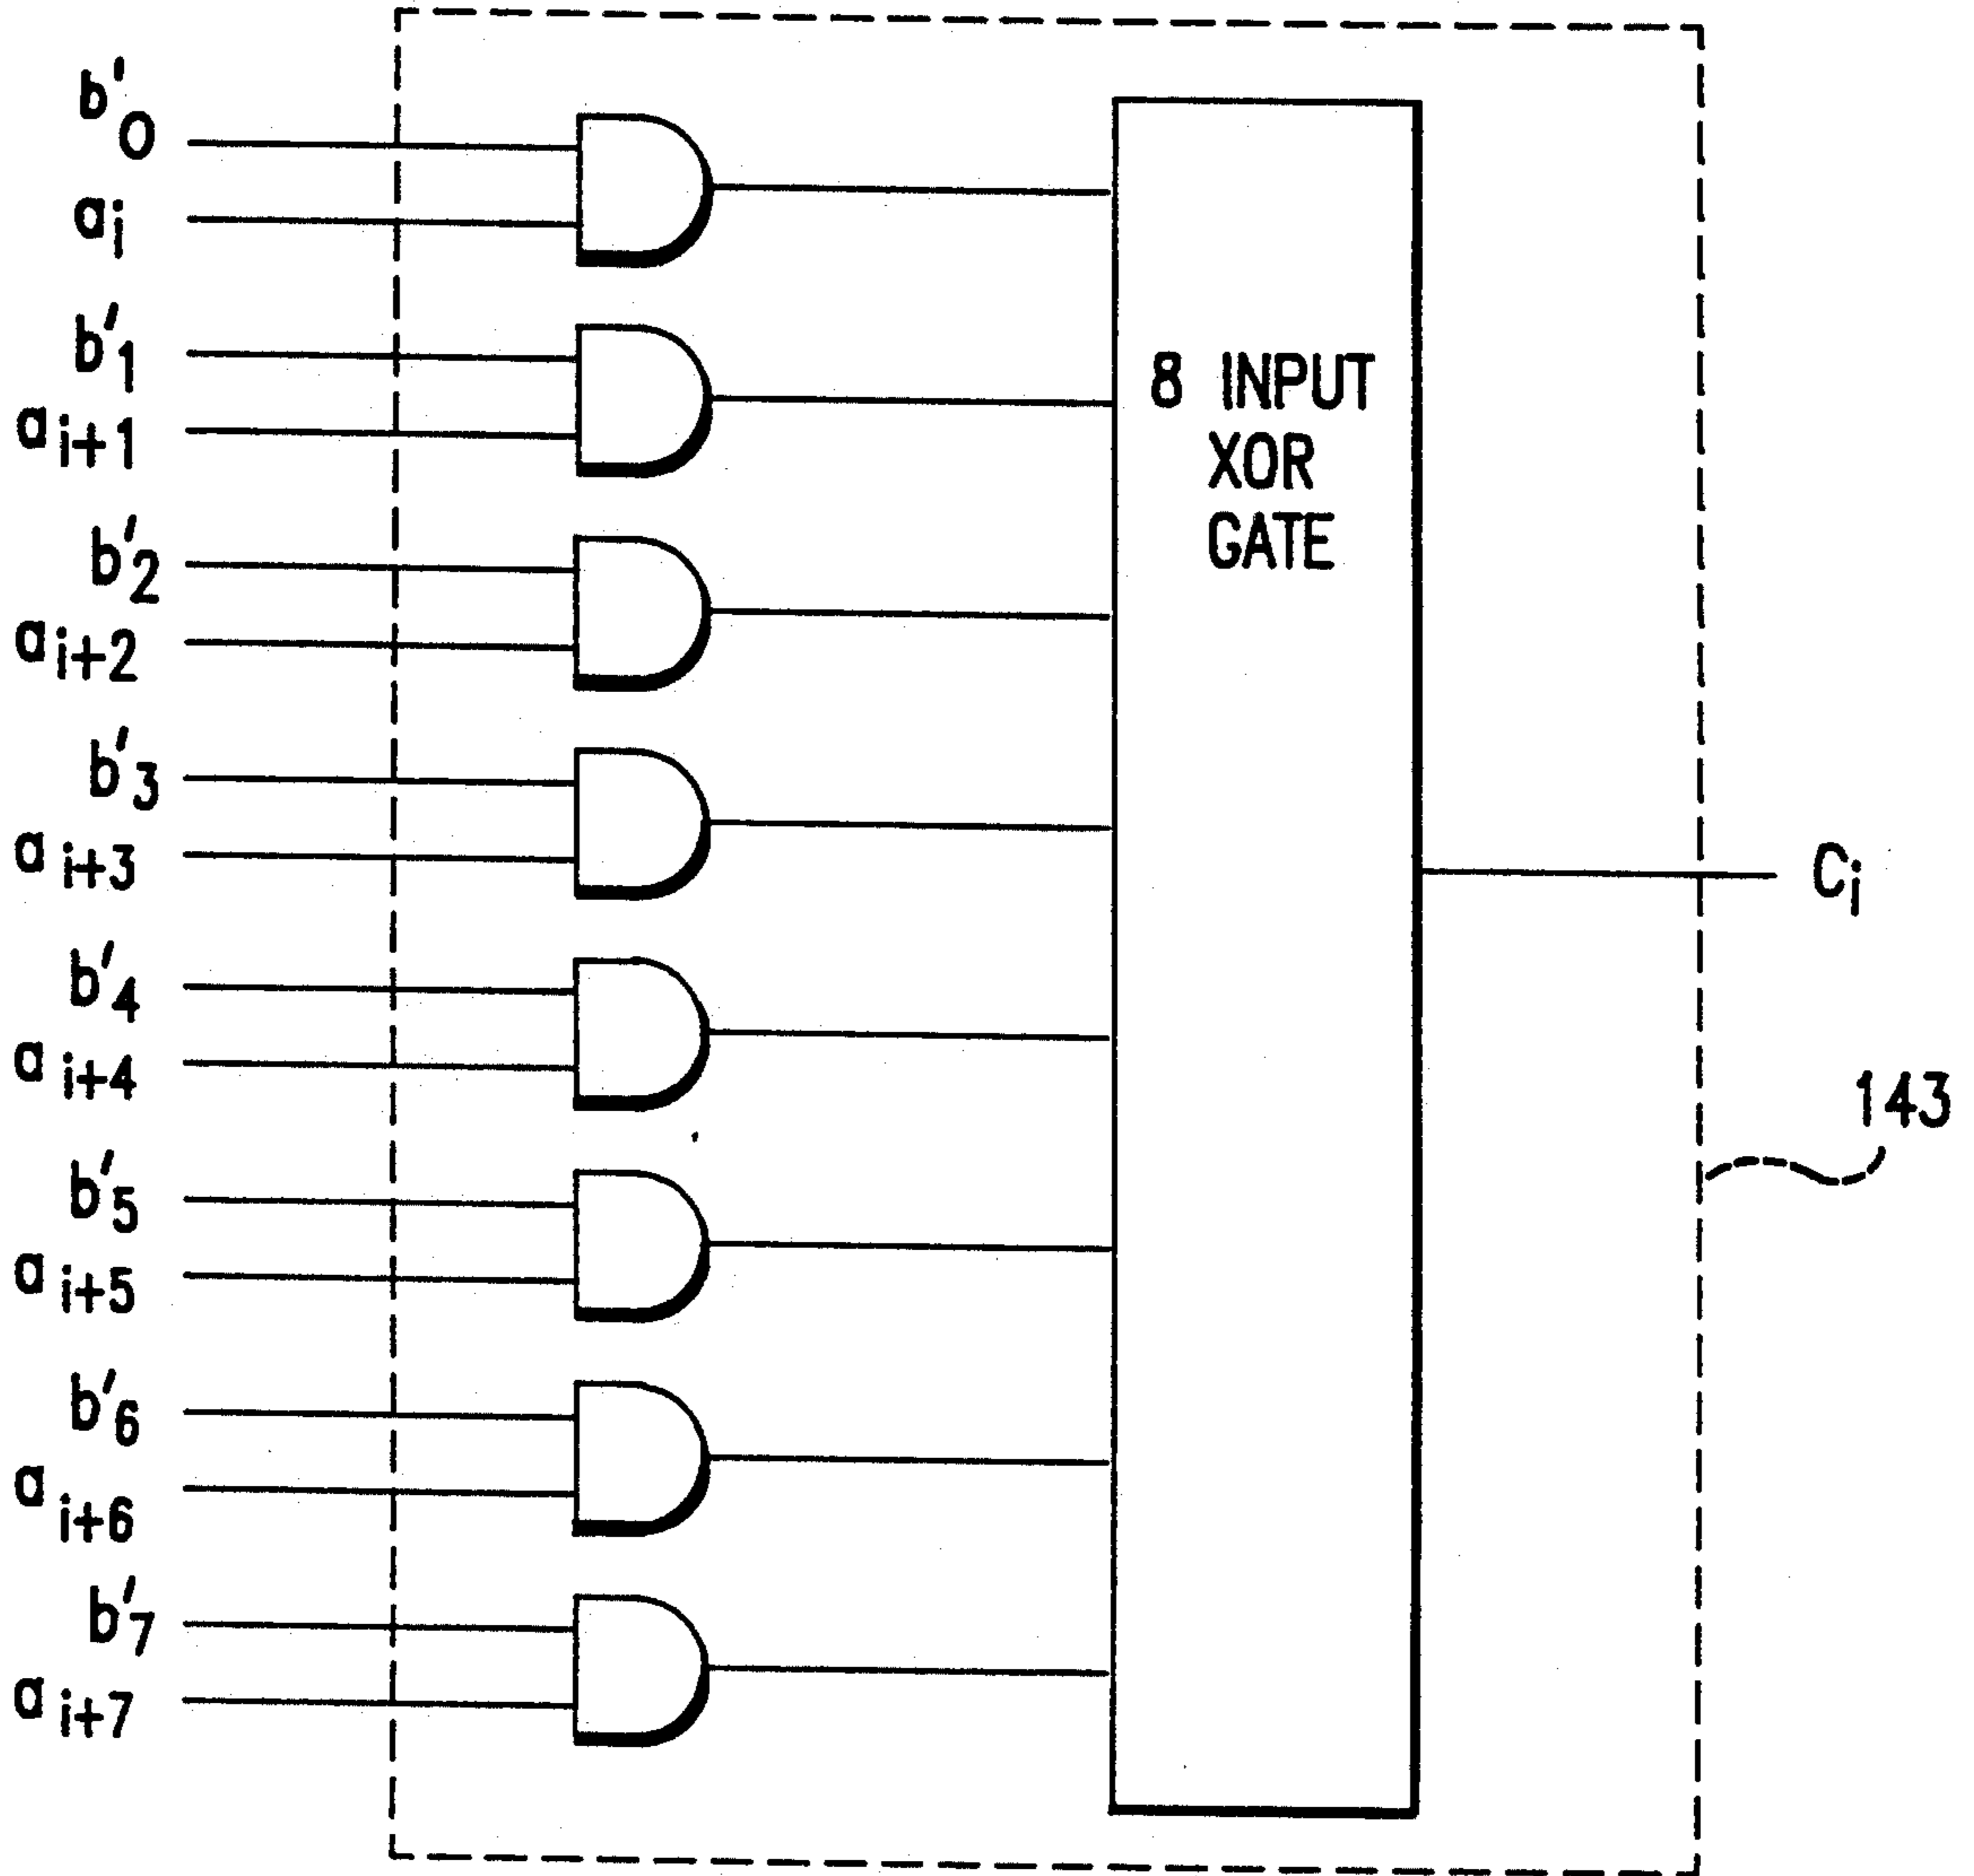 b'0
ai
b'1
ai+1
b'2
ai+2
b'3
ai+3
b'4
ai+4
b'5
ai+5
b'6
ai+6
b'7
ai+7
8 INPUT
XOR
GATE
Ci
143